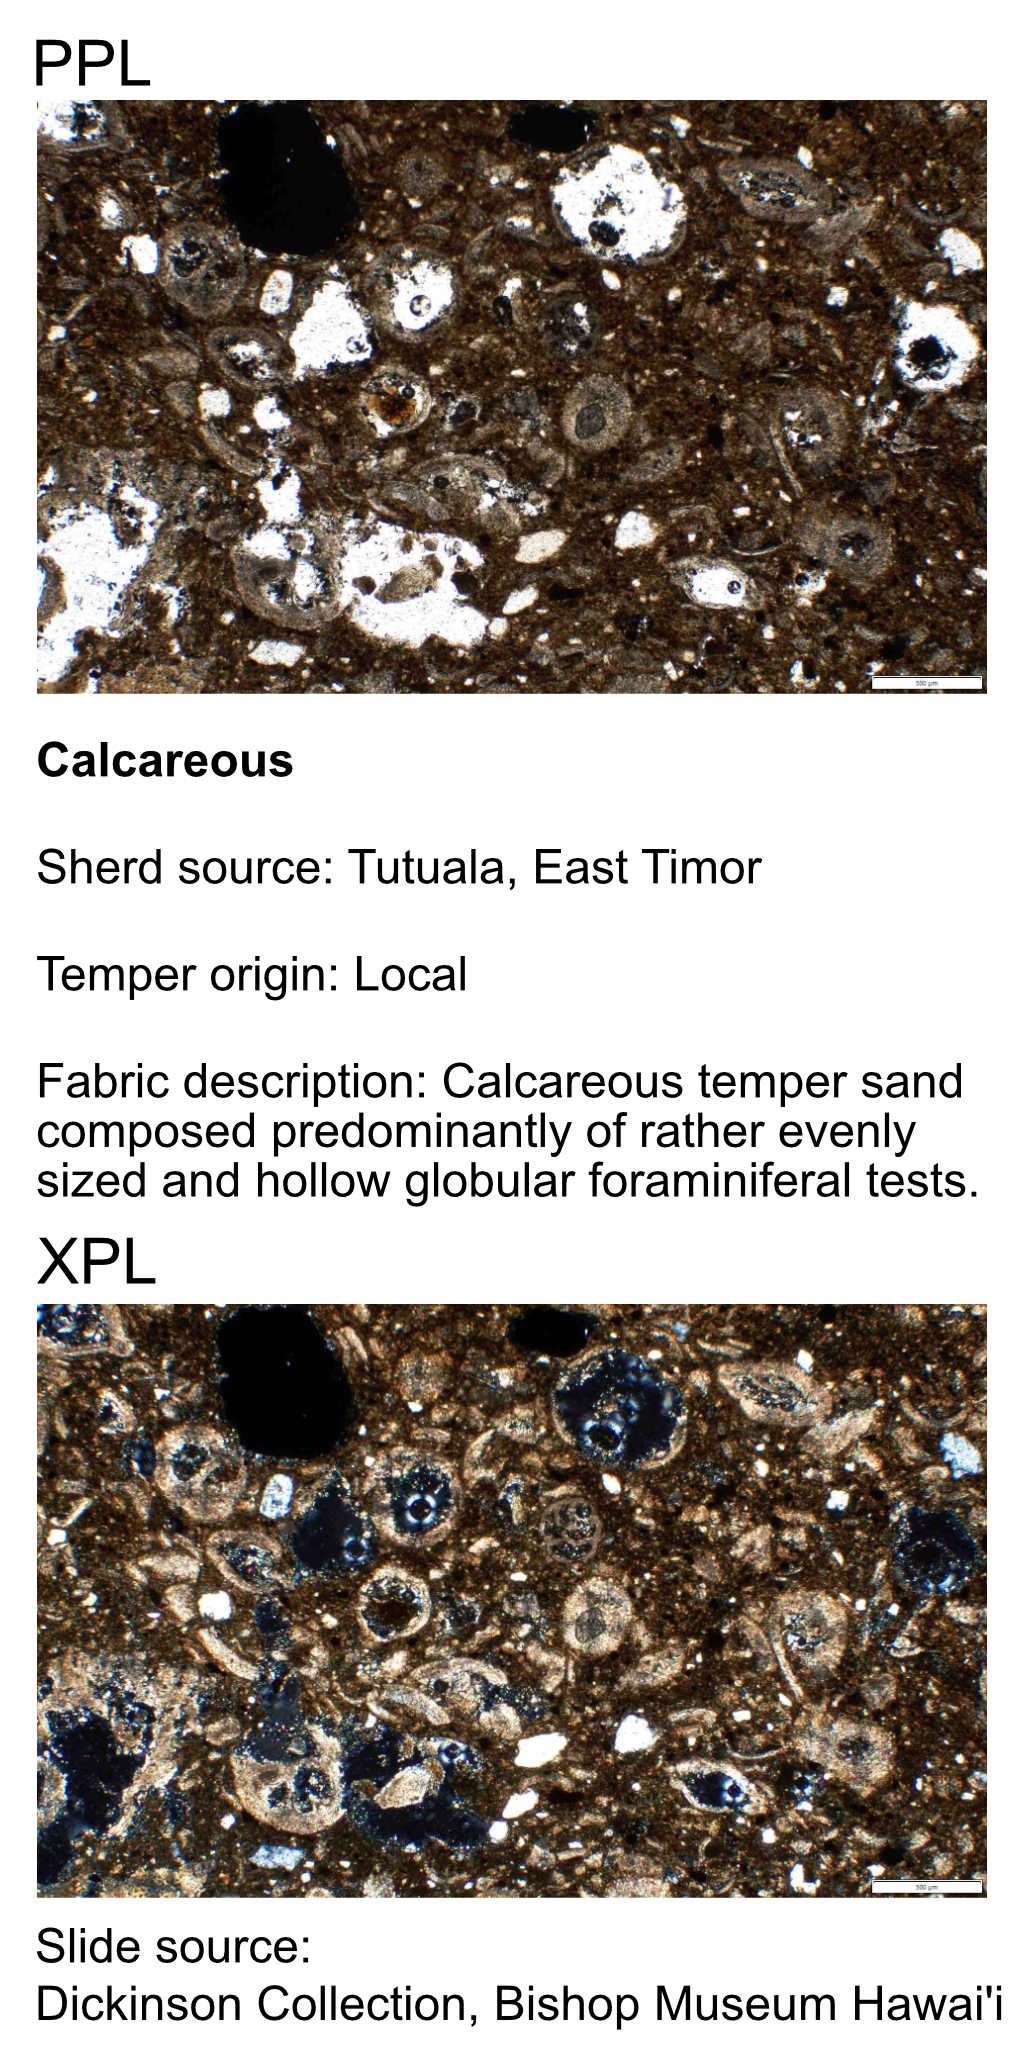 PPL
500 µm
Calcareous
Sherd source: Tutuala, East Timor
Temper origin: Local
Fabric description: Calcareous temper sand
composed predominantly of rather evenly
sized and hollow globular foraminiferal tests.
XPL
500 µm
Slide source:
Dickinson Collection, Bishop Museum Hawai'i